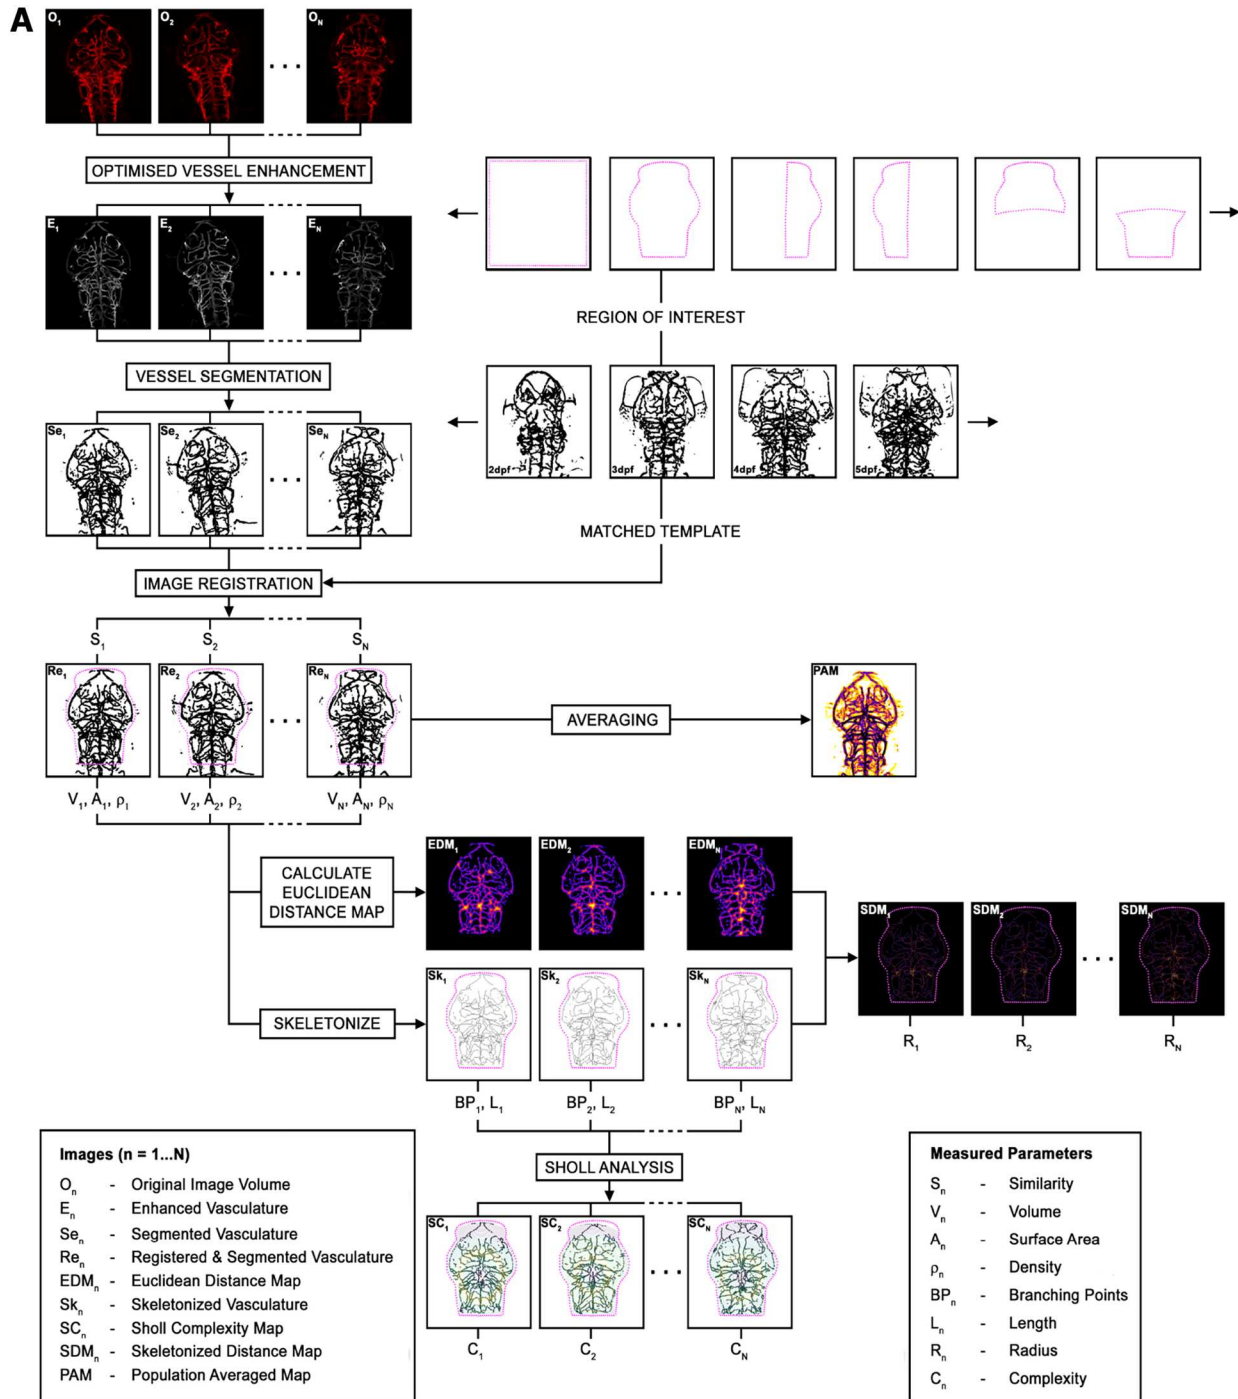 A
O1 O2 ... ON
OPTIMISED VESSEL ENHANCEMENT
E1 E2 ... EN
REGION OF INTEREST
VESSEL SEGMENTATION
2dpf 3dpf 4dpf 5dpf
Se1 Se2 ... SeN
MATCHED TEMPLATE
IMAGE REGISTRATION
S1 S2 SN
Re1 Re2 ... ReN
AVERAGING
PAM
V1, A1, ρ1 V2, A2, ρ2 VN, AN, ρN
CALCULATE
EUCLIDEAN
DISTANCE MAP
EDM1 EDM2 ... EDMN
SDM1 SDM2 ... SDMN
SKELETONIZE
Sk1 Sk2 ... SkN
R1 R2 RN
BP1, L1 BP2, L2 BPN, LN
SHOLL ANALYSIS
SC1 SC2 ... SCN
C1 C2 CN
Images (n = 1...N)
On - Original Image Volume
En - Enhanced Vasculature
Sen - Segmented Vasculature
Ren - Registered & Segmented Vasculature
EDMn - Euclidean Distance Map
Skn - Skeletonized Vasculature
SCn - Sholl Complexity Map
SDMn - Skeletonized Distance Map
PAM - Population Averaged Map
Measured Parameters
Sn - Similarity
Vn - Volume
An - Surface Area
ρn - Density
BPn - Branching Points
Ln - Length
Rn - Radius
Cn - Complexity